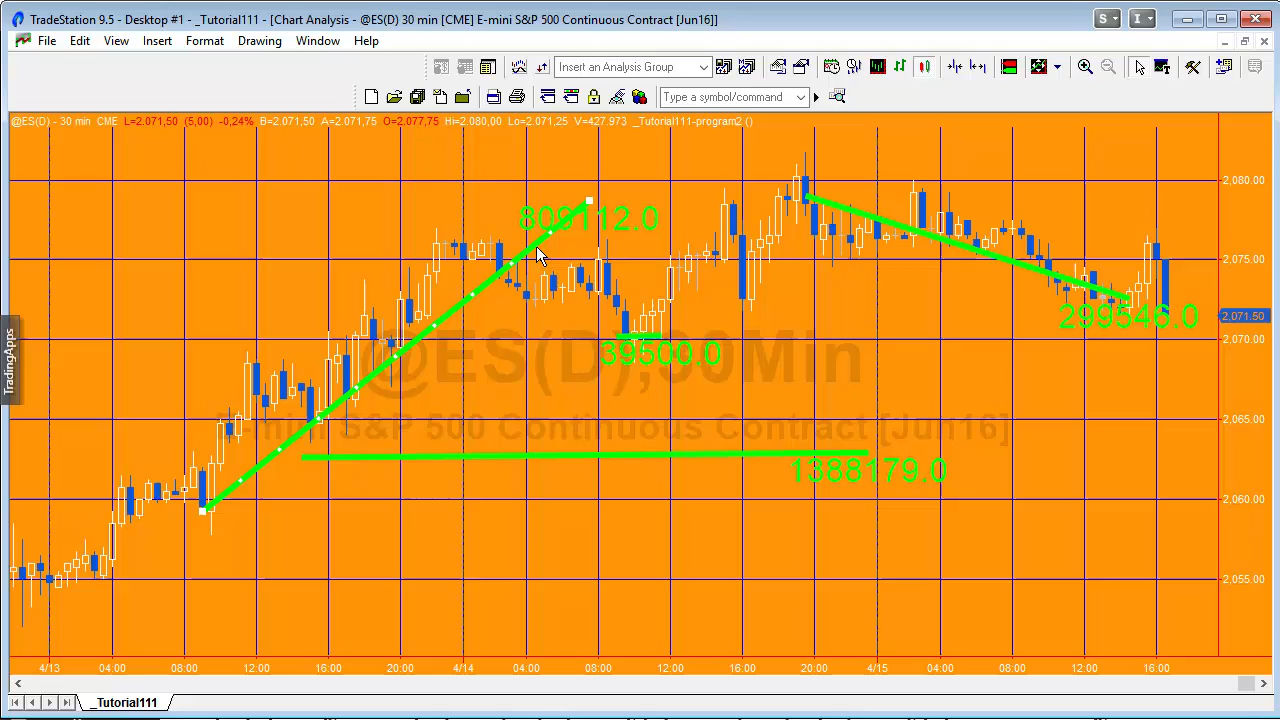 TradeStation 9.5 - Desktop #1 - _Tutorial111 - [Chart Analysis - @ES(D) 30 min [CME] E-mini S&P 500 Continuous Contract [Jun16]]
S I
File Edit View Insert Format Drawing Window Help
Insert an Analysis Group
Type a symbol/command
@ES(D) - 30 min CME L=2.071,50 (5,00) -0,24% B=2.071,50 A=2.071,75 O=2.077,75 Hi=2.080,00 Lo=2.071,25 V=427.973 _Tutorial111-program2 ()
2,080.00
809112.0
2,075.00
299546.0
2,071.50
2,070.00
39500.0
@ES(D),30Min
TradingApps
2,065.00
E-mini S&P 500 Continuous Contract [Jun16]
1388179.0
2,060.00
2,055.00
4/13 04:00 08:00 12:00 16:00 20:00 4/14 04:00 08:00 12:00 16:00 20:00 4/15 04:00 08:00 12:00 16:00
_Tutorial111